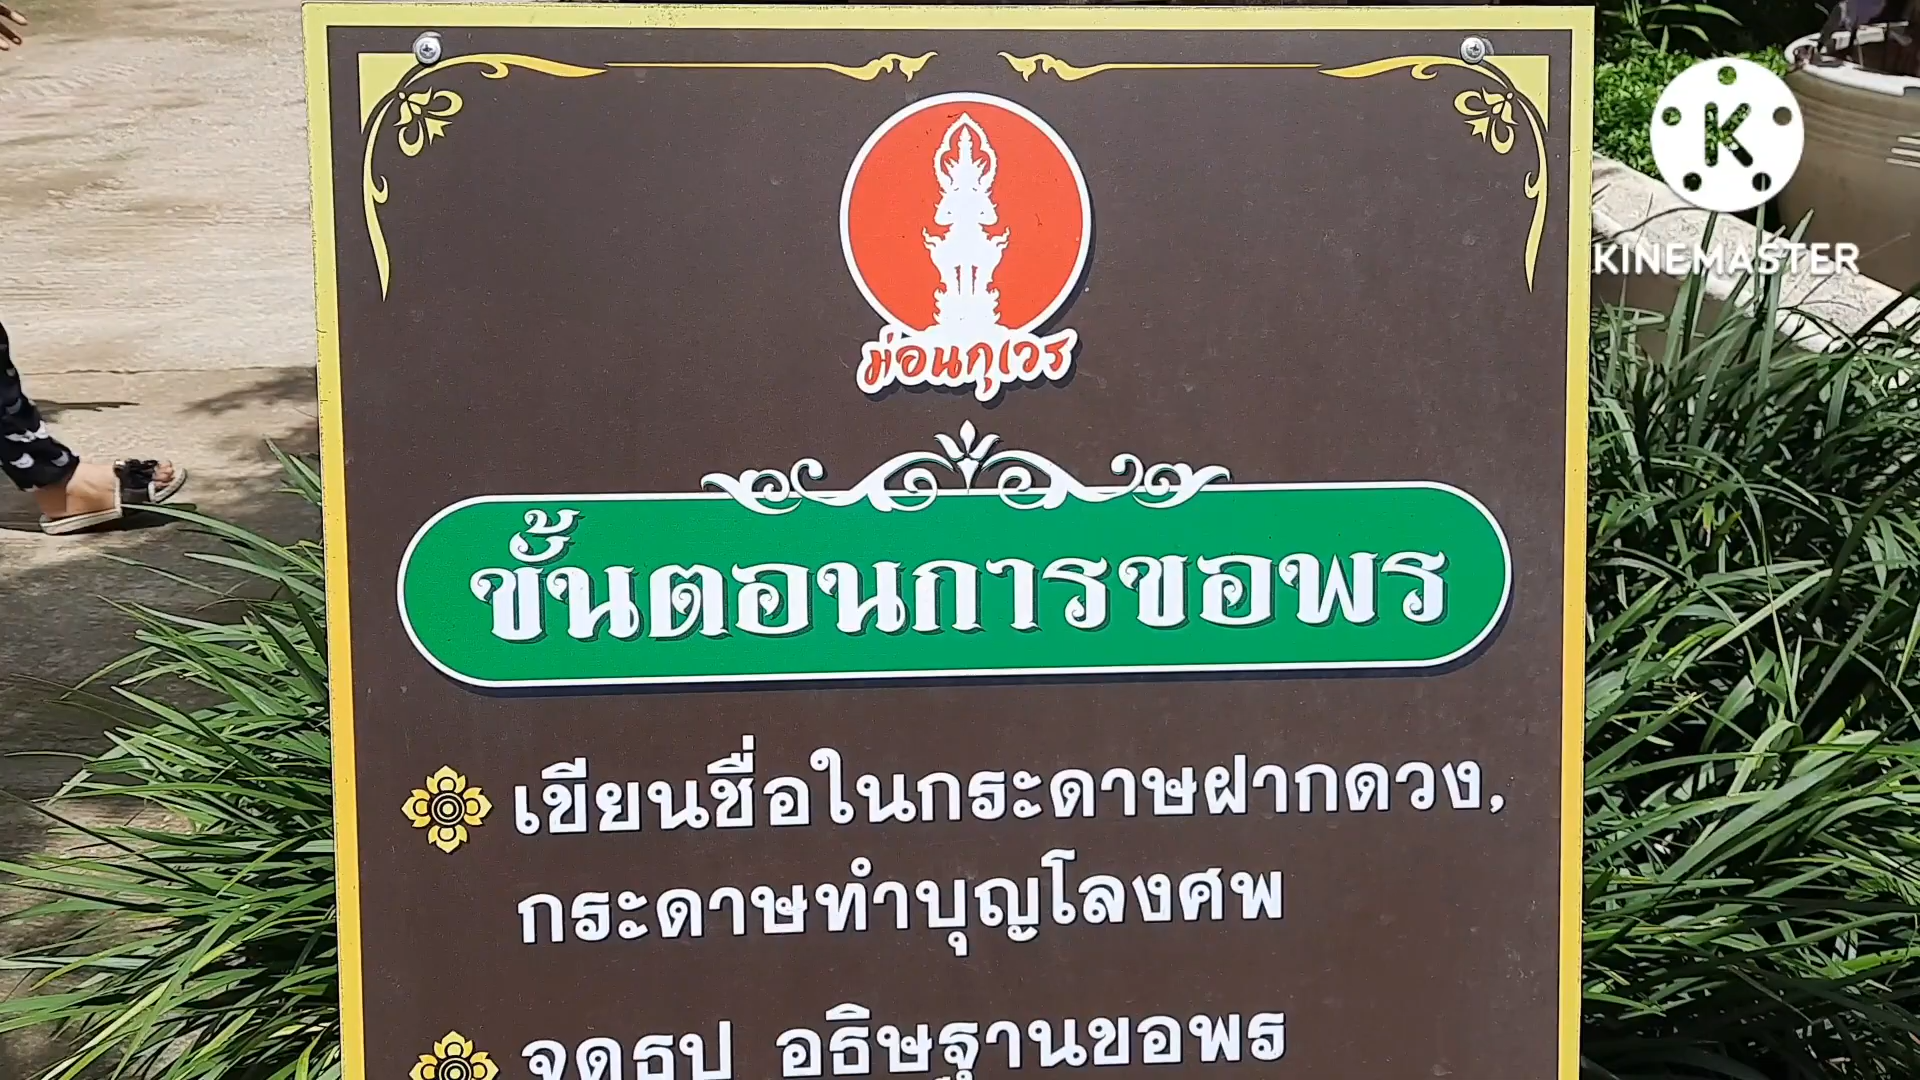 K
KINEMASTER
ม่อนกุเวร
ขั้นตอนการขอพร
เขียนชื่อในกระดาษฝากดวง,
กระดาษทำบุญโลงศพ
จุดธูป อธิษฐานขอพร